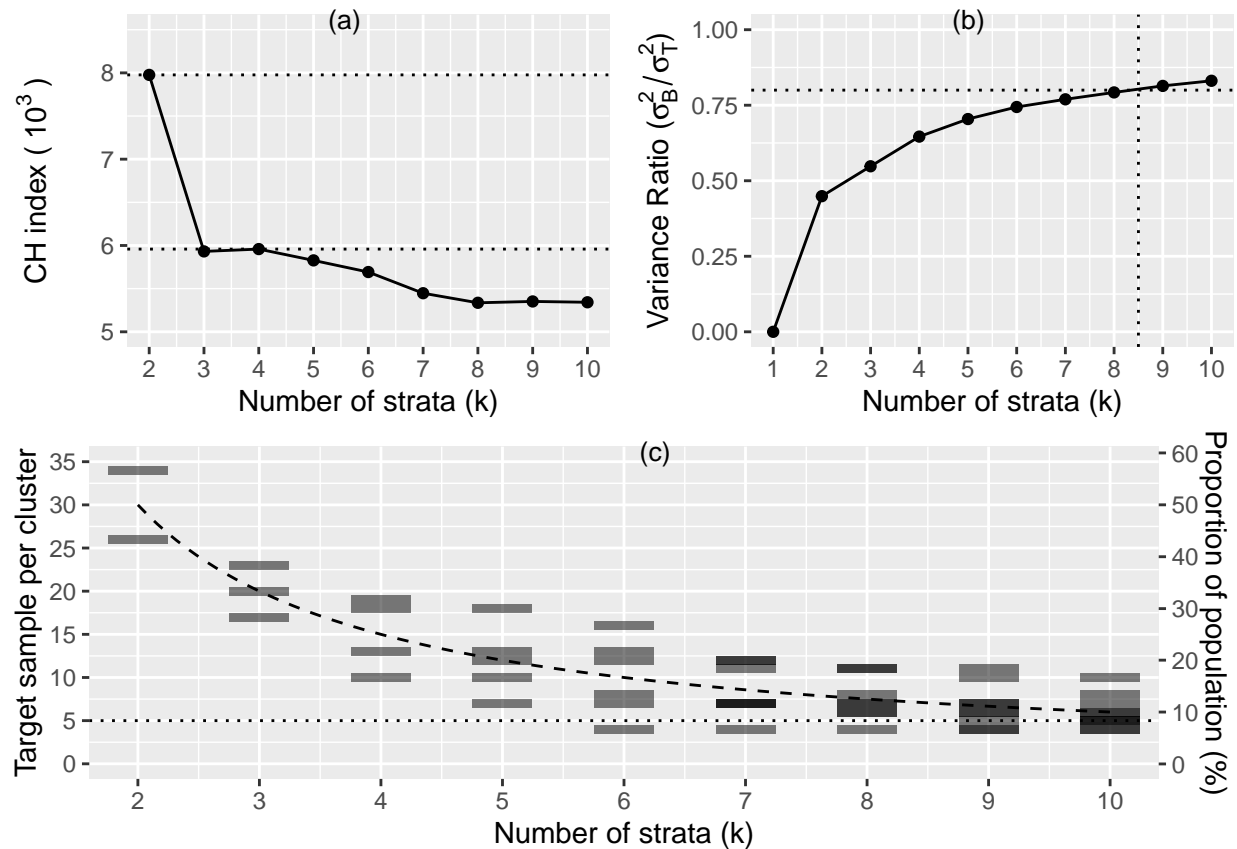 (a)
CH index ( 10³ )
8
7
6
5
2 3 4 5 6 7 8 9 10
Number of strata (k)
(b)
Variance Ratio (σ²_B/σ²_T)
1.00
0.75
0.50
0.25
0.00
1 2 3 4 5 6 7 8 9 10
Number of strata (k)
(c)
Target sample per cluster
35
30
25
20
15
10
5
0
Proportion of population (%)
60
50
40
30
20
10
0
2 3 4 5 6 7 8 9 10
Number of strata (k)